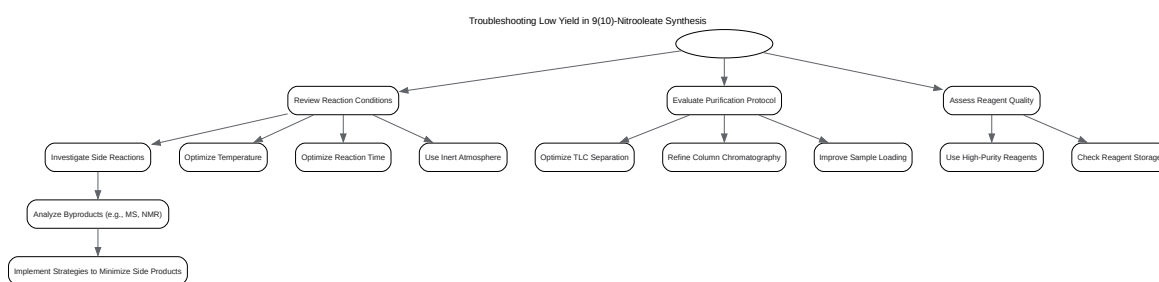 Troubleshooting Low Yield in 9(10)-Nitrooleate Synthesis
Review Reaction Conditions
Evaluate Purification Protocol
Assess Reagent Quality
Investigate Side Reactions
Optimize Temperature
Optimize Reaction Time
Use Inert Atmosphere
Optimize TLC Separation
Refine Column Chromatography
Improve Sample Loading
Use High-Purity Reagents
Check Reagent Storage
Analyze Byproducts (e.g., MS, NMR)
Implement Strategies to Minimize Side Products